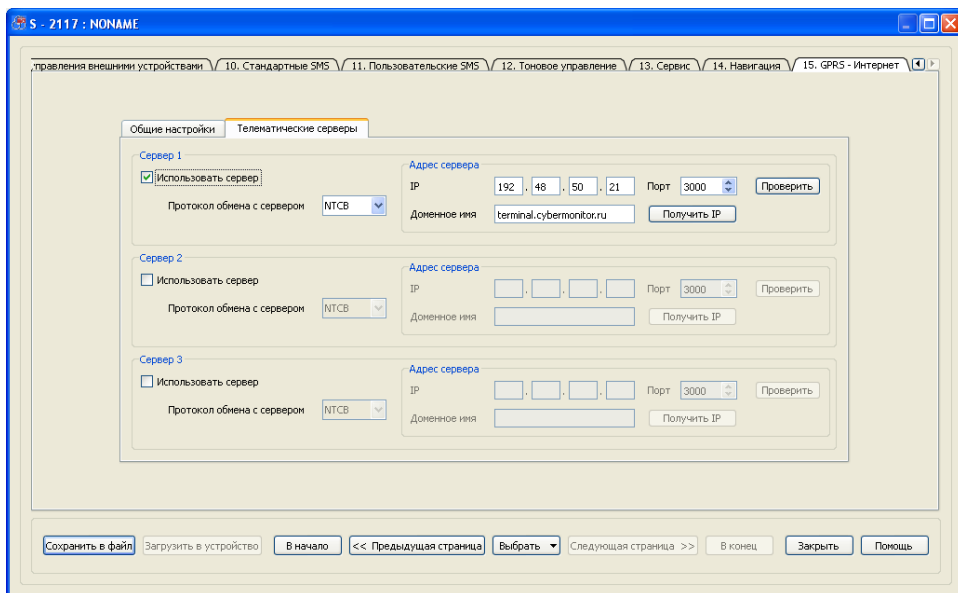 S - 2117 : NONAME
управления внешними устройствами 10. Стандартные SMS 11. Пользовательские SMS 12. Тоновое управление 13. Сервис 14. Навигация 15. GPRS - Интернет
Общие настройки Телематические серверы
Сервер 1
Использовать сервер
Протокол обмена с сервером NTCB
Адрес сервера
IP 192 . 48 . 50 . 21 Порт 3000 Проверить
Доменное имя terminal.cybermonitor.ru Получить IP
Сервер 2
Использовать сервер
Протокол обмена с сервером NTCB
Адрес сервера
IP . . . Порт 3000 Проверить
Доменное имя Получить IP
Сервер 3
Использовать сервер
Протокол обмена с сервером NTCB
Адрес сервера
IP . . . Порт 3000 Проверить
Доменное имя Получить IP
Сохранить в файл Загрузить в устройство В начало << Предыдущая страница Выбрать Следующая страница >> В конец Закрыть Помощь